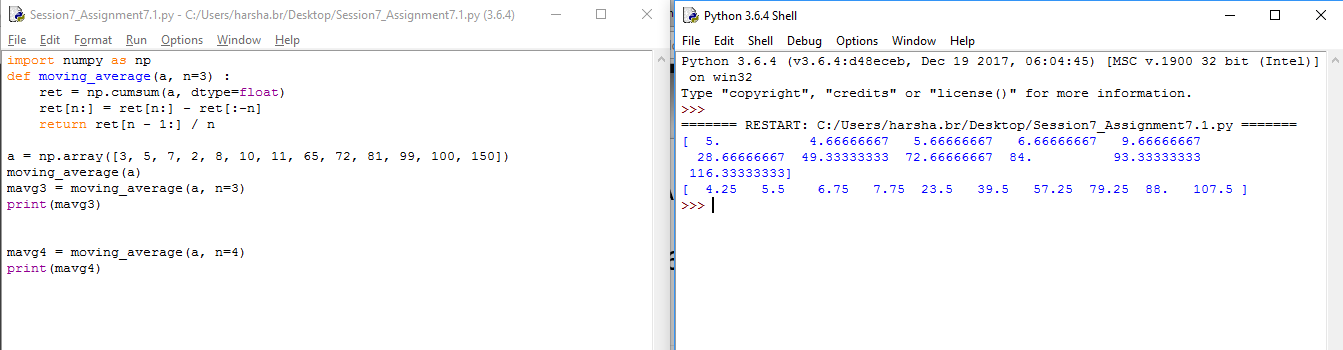 Session7_Assignment7.1.py - C:/Users/harsha.br/Desktop/Session7_Assignment7.1.py (3.6.4)
File Edit Format Run Options Window Help
import numpy as np
def moving_average(a, n=3) :
    ret = np.cumsum(a, dtype=float)
    ret[n:] = ret[n:] - ret[:-n]
    return ret[n - 1:] / n
a = np.array([3, 5, 7, 2, 8, 10, 11, 65, 72, 81, 99, 100, 150])
moving_average(a)
mavg3 = moving_average(a, n=3)
print(mavg3)
mavg4 = moving_average(a, n=4)
print(mavg4)
Python 3.6.4 Shell
File Edit Shell Debug Options Window Help
Python 3.6.4 (v3.6.4:d48eceb, Dec 19 2017, 06:04:45) [MSC v.1900 32 bit (Intel)]
 on win32
Type "copyright", "credits" or "license()" for more information.
>>>
======= RESTART: C:/Users/harsha.br/Desktop/Session7_Assignment7.1.py =======
[  5.           4.66666667   5.66666667   6.66666667   9.66666667
  28.66666667  49.33333333  72.66666667  84.          93.33333333
 116.33333333]
[  4.25   5.5    6.75   7.75  23.5   39.5   57.25  79.25  88.   107.5 ]
>>>